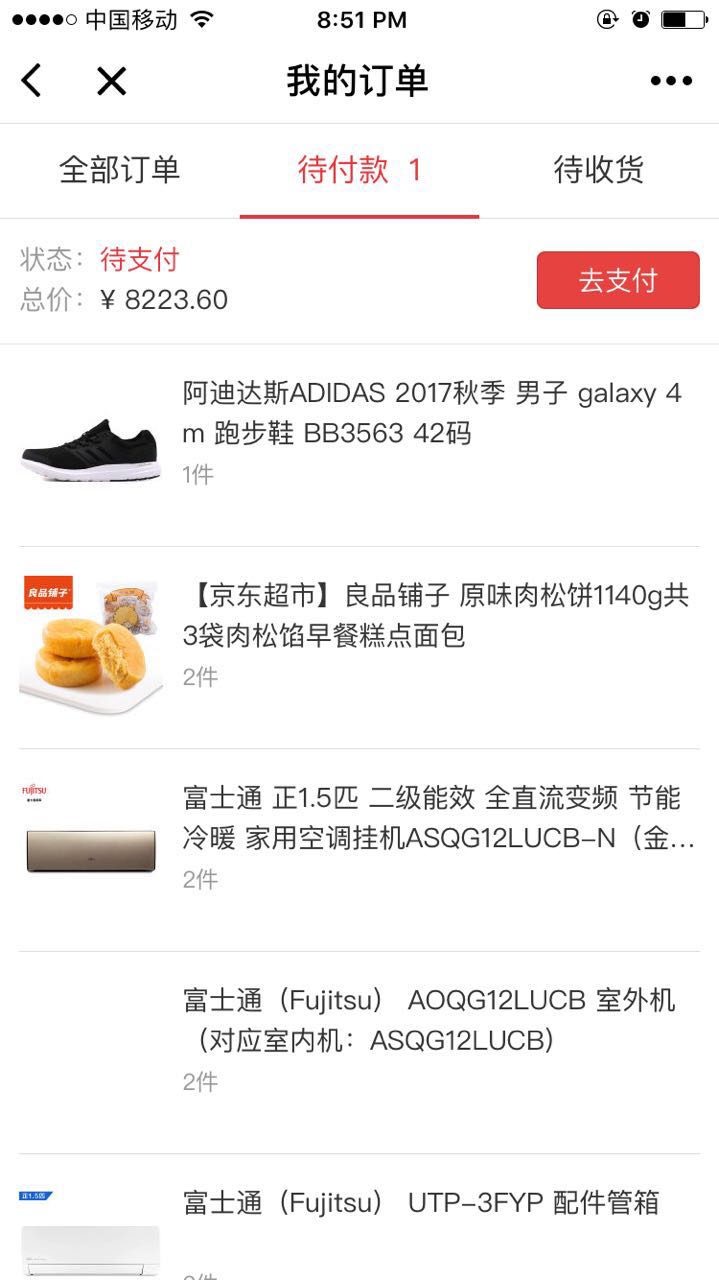 中国移动
8:51 PM
我的订单
全部订单
待付款 1
待收货
状态：待支付
总价：¥ 8223.60
去支付
阿迪达斯ADIDAS 2017秋季 男子 galaxy 4
m 跑步鞋 BB3563 42码
1件
良品铺子
【京东超市】良品铺子 原味肉松饼1140g共
3袋肉松馅早餐糕点面包
2件
FUJITSU
富士通 正1.5匹 二级能效 全直流变频 节能
冷暖 家用空调挂机ASQG12LUCB-N（金...
2件
富士通（Fujitsu） AOQG12LUCB 室外机
（对应室内机：ASQG12LUCB)
2件
正1.5匹
富士通（Fujitsu） UTP-3FYP 配件管箱